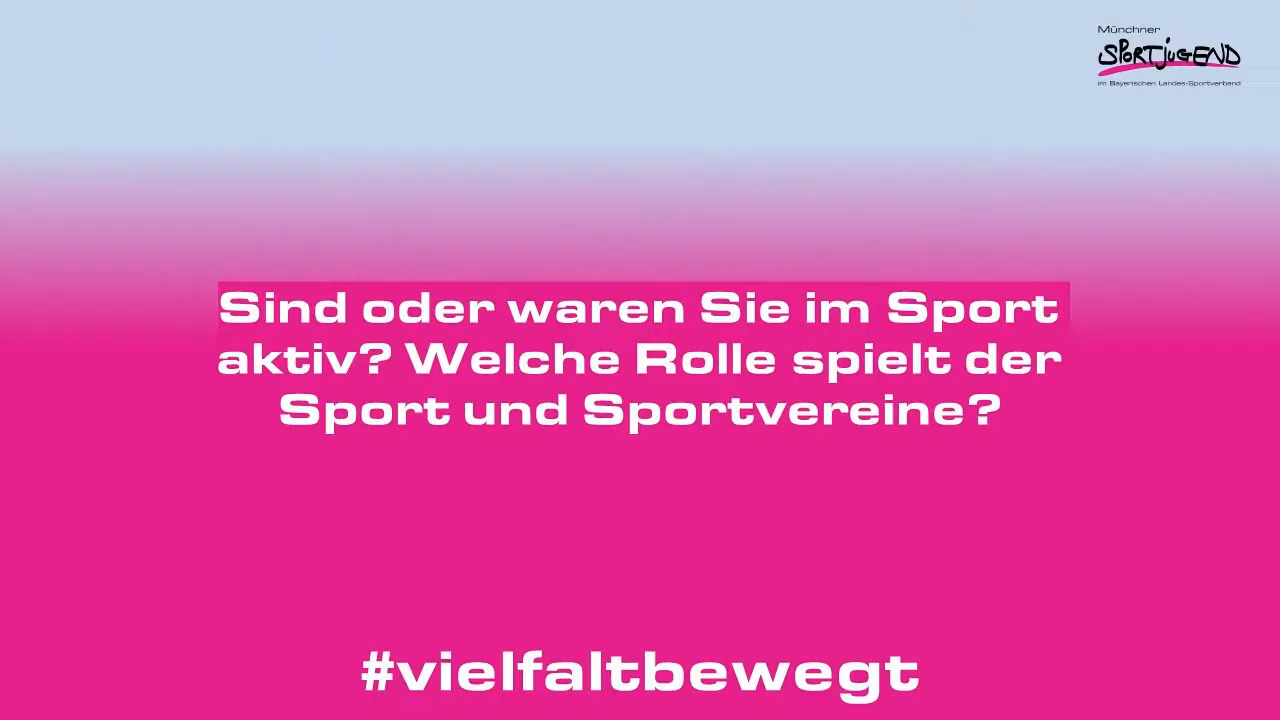 Münchner
SPORTJUGEND
im Bayerischen Landes-Sportverband
Sind oder waren Sie im Sport
aktiv? Welche Rolle spielt der
Sport und Sportvereine?
#vielfaltbewegt